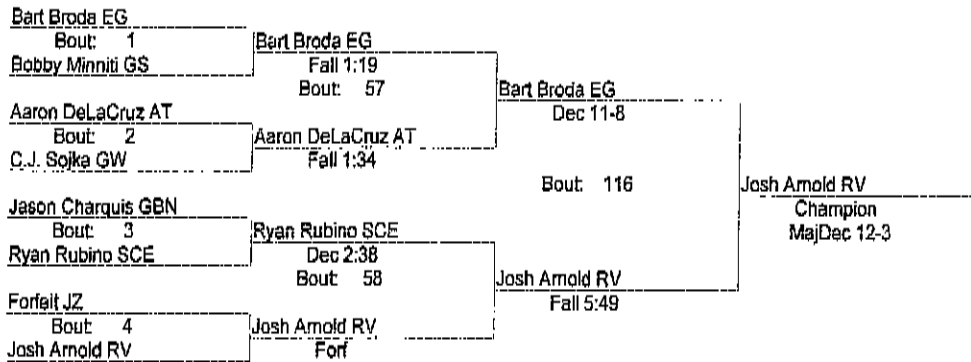 Bart Broda EG
Bout: 1
Bobby Minniti GS
Aaron DeLaCruz AT
Bout: 2
C.J. Sojka GW
Jason Charquis GBN
Bout: 3
Ryan Rubino SCE
Forfeit JZ
Bout: 4
Josh Arnold RV
Bart Broda EG
Fall 1:19
Bout: 57
Aaron DeLaCruz AT
Fall 1:34
Ryan Rubino SCE
Dec 2:38
Bout: 58
Josh Arnold RV
Forf
Bart Broda EG
Dec 11-8
Bout: 116
Josh Arnold RV
Fall 5:49
Josh Arnold RV
Champion
MajDec 12-3